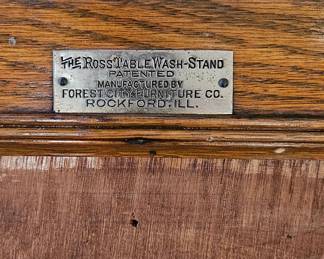 THE ROSS TABLE WASH-STAND
PATENTED
MANUFACTURED BY
FOREST CITY FURNITURE CO.
ROCKFORD. ILL.